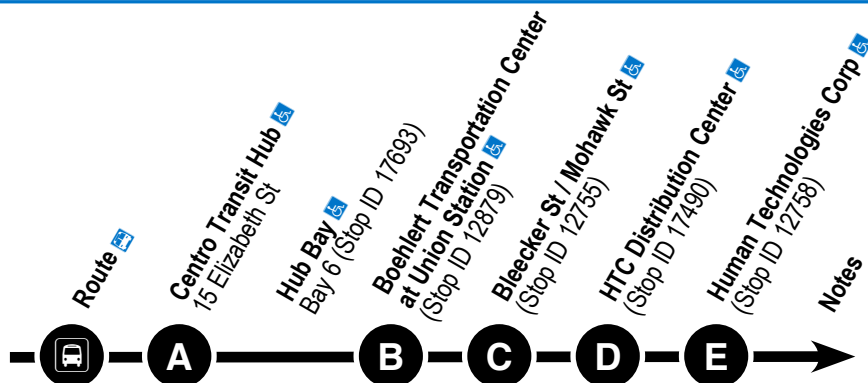 Route
Centro Transit Hub
15 Elizabeth St
Hub Bay
Bay 6 (Stop ID 17693)
Boehlert Transportation Center
at Union Station
(Stop ID 12879)
Bleecker St / Mohawk St
(Stop ID 12755)
HTC Distribution Center
(Stop ID 17490)
Human Technologies Corp
(Stop ID 12758)
Notes
A
B
C
D
E